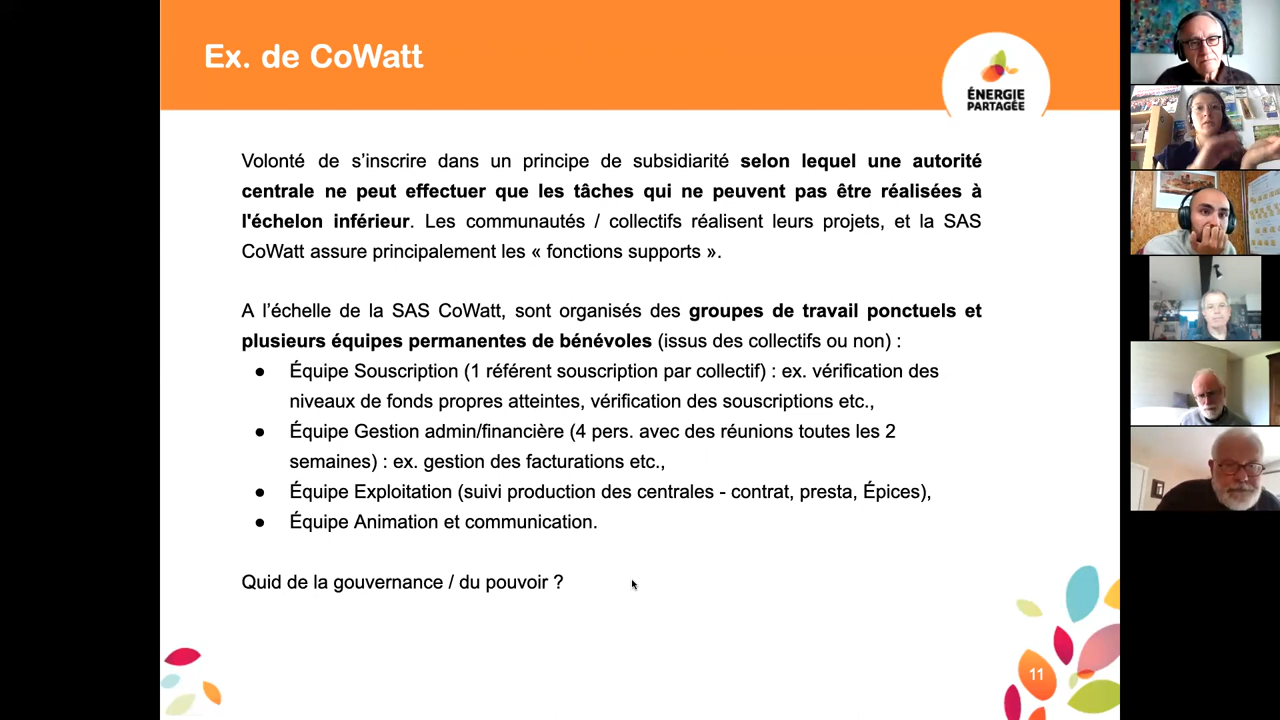 Ex. de CoWatt
ÉNERGIE
PARTAGÉE
Volonté de s'inscrire dans un principe de subsidiarité selon lequel une autorité
centrale ne peut effectuer que les tâches qui ne peuvent pas être réalisées à
l'échelon inférieur. Les communautés / collectifs réalisent leurs projets, et la SAS
CoWatt assure principalement les « fonctions supports ».
A l'échelle de la SAS CoWatt, sont organisés des groupes de travail ponctuels et
plusieurs équipes permanentes de bénévoles (issus des collectifs ou non) :
● Équipe Souscription (1 référent souscription par collectif) : ex. vérification des
niveaux de fonds propres atteintes, vérification des souscriptions etc.,
● Équipe Gestion admin/financière (4 pers. avec des réunions toutes les 2
semaines) : ex. gestion des facturations etc.,
● Équipe Exploitation (suivi production des centrales - contrat, presta, Épices),
● Équipe Animation et communication.
Quid de la gouvernance / du pouvoir ?
11